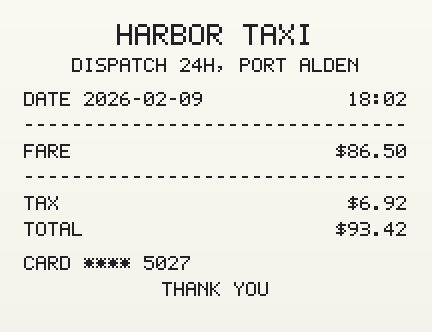 HARBOR TAXI
DISPATCH 24H, PORT ALDEN
DATE 2026-02-09 18:02
--------------------------------
FARE $86.50
--------------------------------
TAX $6.92
TOTAL $93.42
CARD **** 5027
THANK YOU